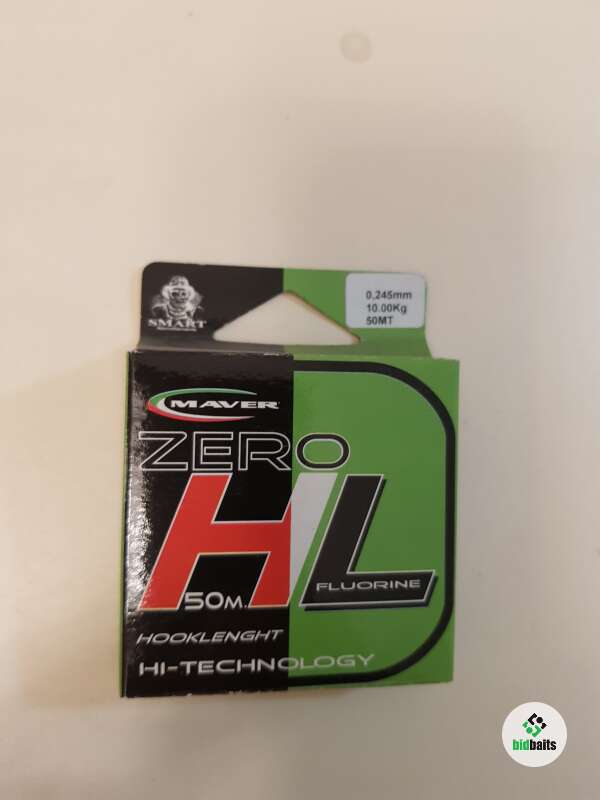 0,245mm
10.00Kg
50MT
SMART
MAVER
ZERO
HL
FLUORINE
50M.
HOOKLENGHT
HI-TECHNOLOGY
bidbaits